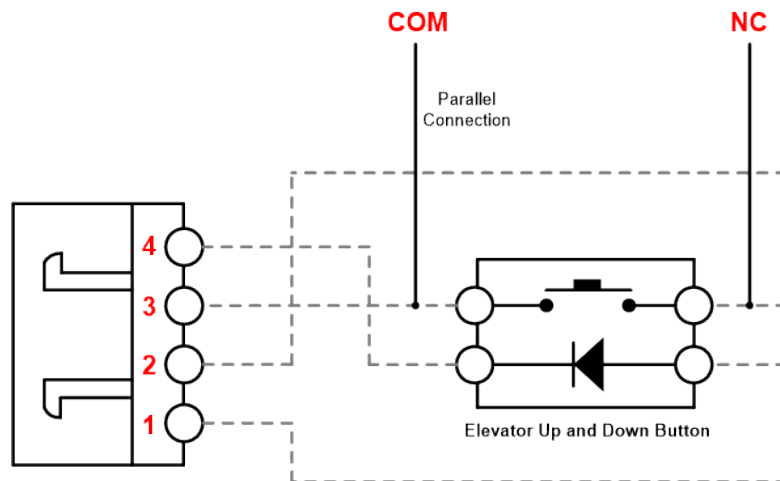 COM
NC
Parallel
Connection
4
3
2
1
Elevator Up and Down Button